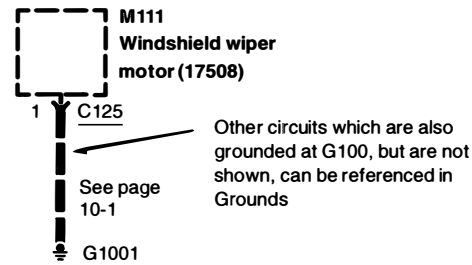 M111
Windshield wiper
motor (17508)
1 C125
Other circuits which are also
grounded at G100, but are not
shown, can be referenced in
Grounds
See page
10-1
G1001